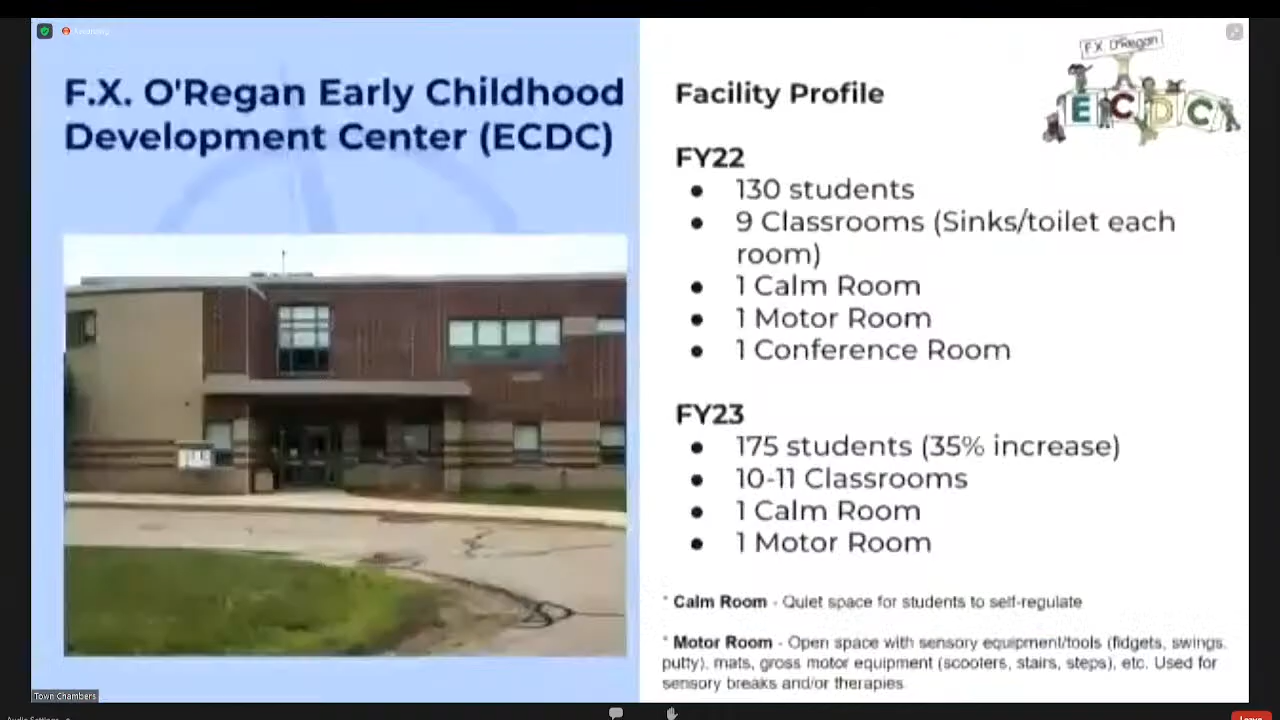 F.X. O'Regan Early Childhood
Development Center (ECDC)
F.X. O'Regan
ECDC
Facility Profile
FY22
● 130 students
● 9 Classrooms (Sinks/toilet each
room)
● 1 Calm Room
● 1 Motor Room
● 1 Conference Room
FY23
● 175 students (35% increase)
● 10-11 Classrooms
● 1 Calm Room
● 1 Motor Room
* Calm Room - Quiet space for students to self-regulate
* Motor Room - Open space with sensory equipment/tools (fidgets, swings,
putty), mats, gross motor equipment (scooters, stairs, steps), etc. Used for
sensory breaks and/or therapies
Town Chambers
Audio Settings
Leave